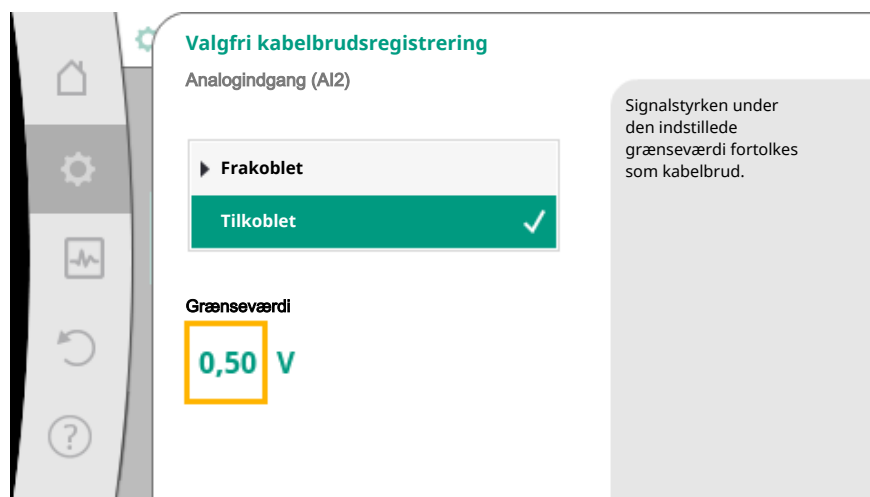 Valgfri kabelbrudsregistrering
Analogindgang (AI2)
Frakoblet
Tilkoblet
Grænseværdi
0,50 V
Signalstyrken under
den indstillede
grænseværdi fortolkes
som kabelbrud.